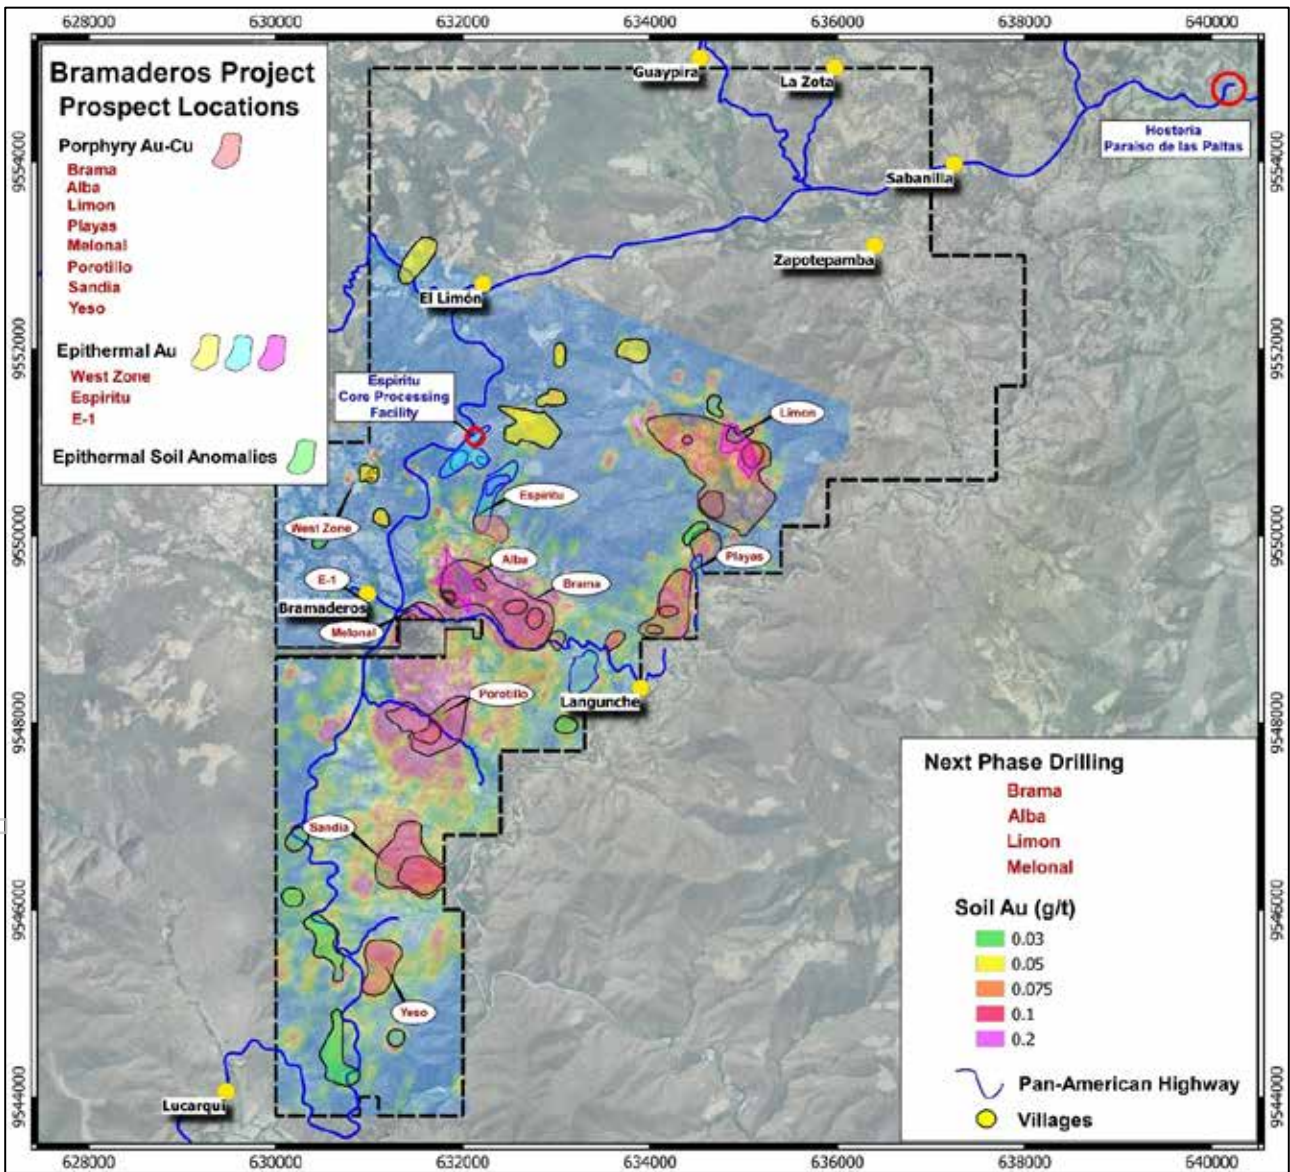 628000
630000
632000
634000
636000
638000
640000
Bramaderos Project
Prospect Locations
Porphyry Au-Cu
Brama
Alba
Limon
Playas
Melonal
Porotillo
Sandia
Yeso
Epithermal Au
West Zone
Espiritu
E-1
Epithermal Soil Anomalies
Guaypira
La Zota
Hosteria
Paraiso de las Paltas
Sabanilla
Zapotepamba
El Limón
Espiritu
Core Processing
Facility
Limon
Espiritu
West Zone
Alba
Playas
E-1
Brama
Bramaderos
Melonal
Porotillo
Langunche
Sandia
Yeso
Lucarqui
9554000
9552000
9550000
9548000
9546000
9544000
9554000
9552000
9550000
9548000
9546000
9544000
Next Phase Drilling
Brama
Alba
Limon
Melonal
Soil Au (g/t)
0.03
0.05
0.075
0.1
0.2
Pan-American Highway
Villages
628000
630000
632000
634000
636000
638000
640000